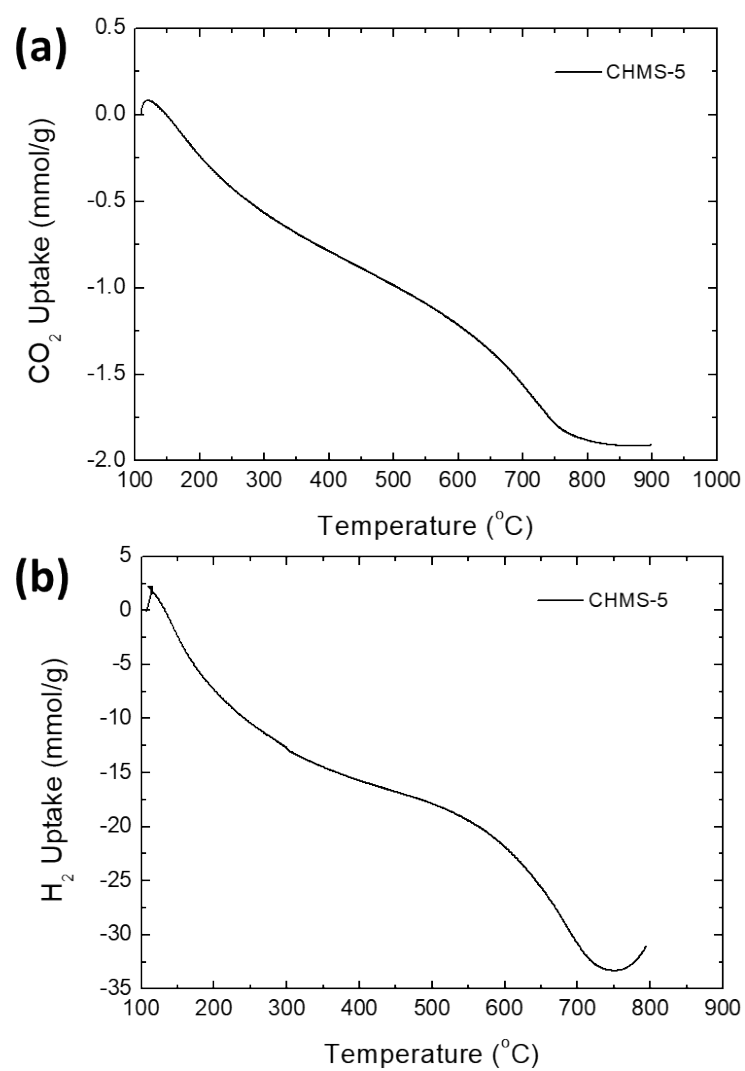 (a)
CHMS-5
0.5
0.0
-0.5
-1.0
-1.5
-2.0
CO2 Uptake (mmol/g)
100 200 300 400 500 600 700 800 900 1000
Temperature (oC)
(b)
CHMS-5
5
0
-5
-10
-15
-20
-25
-30
-35
H2 Uptake (mmol/g)
100 200 300 400 500 600 700 800 900
Temperature (oC)